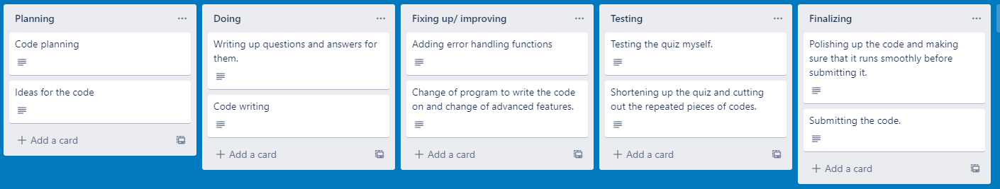 Planning
Code planning
Ideas for the code
Add a card
Doing
Writing up questions and answers for
them.
Code writing
Add a card
Fixing up/ improving
Adding error handling functions
Change of program to write the code
on and change of advanced features.
Add a card
Testing
Testing the quiz myself.
Shortening up the quiz and cutting
out the repeated pieces of codes.
Add a card
Finalizing
Polishing up the code and making
sure that it runs smoothly before
submitting it.
Submitting the code.
Add a card